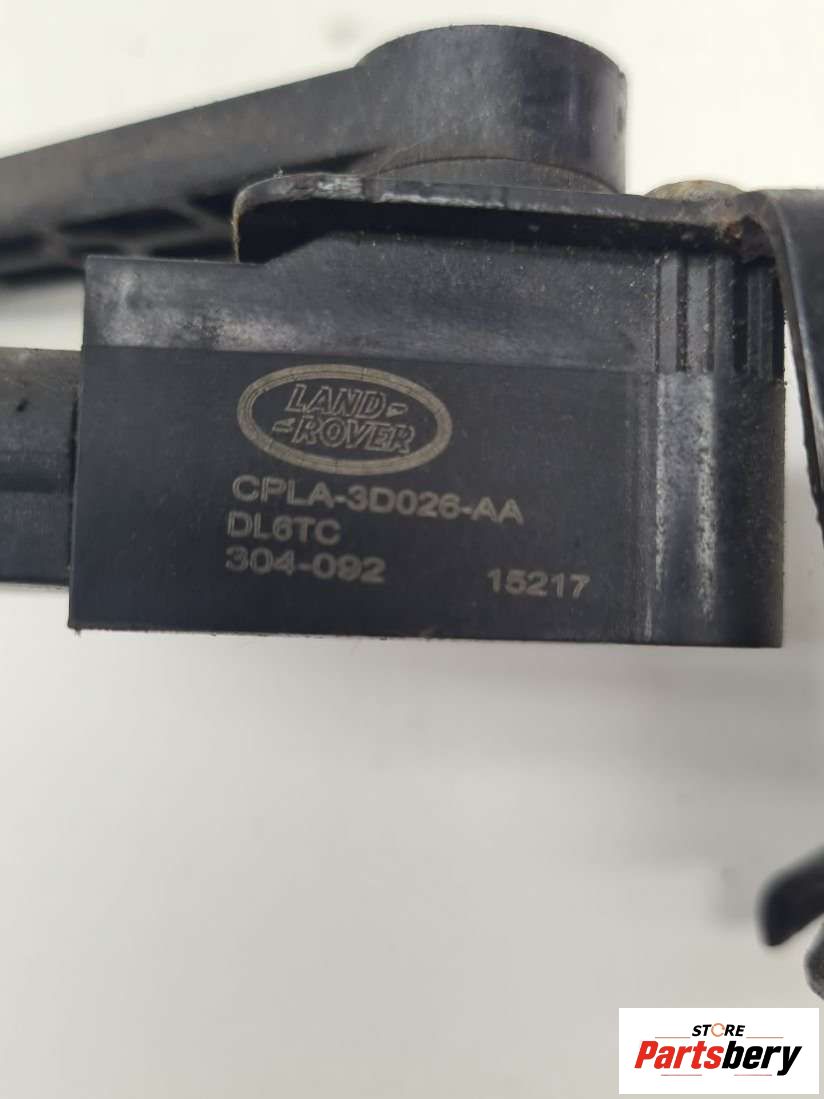 LAND-
-ROVER
CPLA-3D026-AA
DL6TC
304-092 15217
STORE
Partsbery